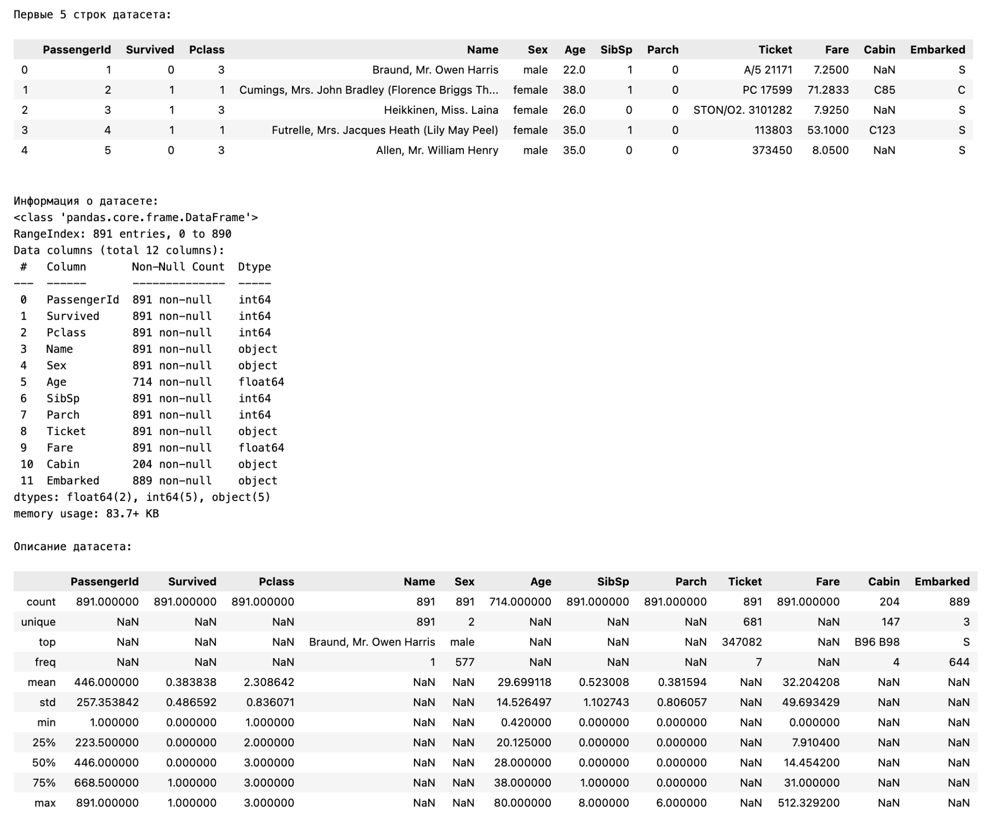 Первые 5 строк датасета:
PassengerId Survived Pclass Name Sex Age SibSp Parch Ticket Fare Cabin Embarked
0 1 0 3 Braund, Mr. Owen Harris male 22.0 1 0 A/5 21171 7.2500 NaN S
1 2 1 1 Cumings, Mrs. John Bradley (Florence Briggs Th... female 38.0 1 0 PC 17599 71.2833 C85 C
2 3 1 3 Heikkinen, Miss. Laina female 26.0 0 0 STON/O2. 3101282 7.9250 NaN S
3 4 1 1 Futrelle, Mrs. Jacques Heath (Lily May Peel) female 35.0 1 0 113803 53.1000 C123 S
4 5 0 3 Allen, Mr. William Henry male 35.0 0 0 373450 8.0500 NaN S
Информация о датасете:
<class 'pandas.core.frame.DataFrame'>
RangeIndex: 891 entries, 0 to 890
Data columns (total 12 columns):
# Column Non-Null Count Dtype
--- ------ -------------- -----
0 PassengerId 891 non-null int64
1 Survived 891 non-null int64
2 Pclass 891 non-null int64
3 Name 891 non-null object
4 Sex 891 non-null object
5 Age 714 non-null float64
6 SibSp 891 non-null int64
7 Parch 891 non-null int64
8 Ticket 891 non-null object
9 Fare 891 non-null float64
10 Cabin 204 non-null object
11 Embarked 889 non-null object
dtypes: float64(2), int64(5), object(5)
memory usage: 83.7+ KB
Описание датасета:
PassengerId Survived Pclass Name Sex Age SibSp Parch Ticket Fare Cabin Embarked
count 891.000000 891.000000 891.000000 891 891 714.000000 891.000000 891.000000 891 891.000000 204 889
unique NaN NaN NaN 891 2 NaN NaN NaN 681 NaN 147 3
top NaN NaN NaN Braund, Mr. Owen Harris male NaN NaN NaN 347082 NaN B96 B98 S
freq NaN NaN NaN 1 577 NaN NaN NaN 7 NaN 4 644
mean 446.000000 0.383838 2.308642 NaN NaN 29.699118 0.523008 0.381594 NaN 32.204208 NaN NaN
std 257.353842 0.486592 0.836071 NaN NaN 14.526497 1.102743 0.806057 NaN 49.693429 NaN NaN
min 1.000000 0.000000 1.000000 NaN NaN 0.420000 0.000000 0.000000 NaN 0.000000 NaN NaN
25% 223.500000 0.000000 2.000000 NaN NaN 20.125000 0.000000 0.000000 NaN 7.910400 NaN NaN
50% 446.000000 0.000000 3.000000 NaN NaN 28.000000 0.000000 0.000000 NaN 14.454200 NaN NaN
75% 668.500000 1.000000 3.000000 NaN NaN 38.000000 1.000000 0.000000 NaN 31.000000 NaN NaN
max 891.000000 1.000000 3.000000 NaN NaN 80.000000 8.000000 6.000000 NaN 512.329200 NaN NaN